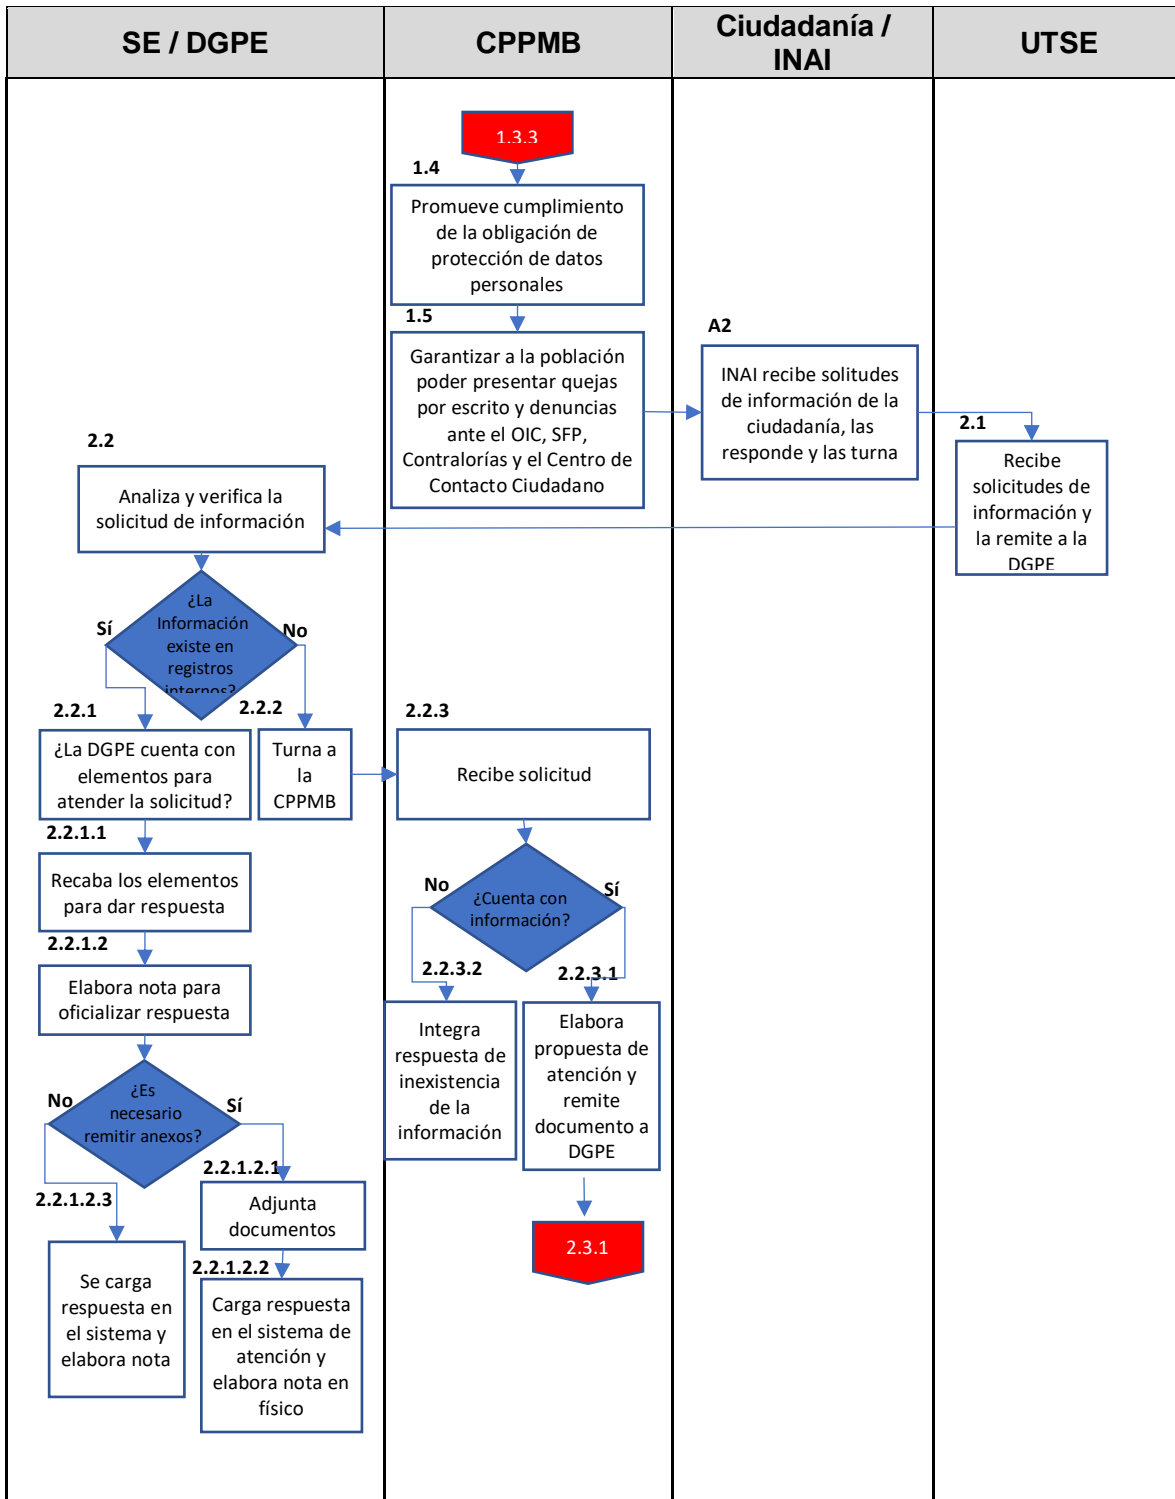 SE / DGPE
CPPMB
Ciudadanía /
INAI
UTSE
1.3.3
1.4
Promueve cumplimiento
de la obligación de
protección de datos
personales
1.5
Garantizar a la población
poder presentar quejas
por escrito y denuncias
ante el OIC, SFP,
Contralorías y el Centro de
Contacto Ciudadano
A2
INAI recibe solitudes
de información de la
ciudadanía, las
responde y las turna
2.1
Recibe
solicitudes de
información y
la remite a la
DGPE
2.2
Analiza y verifica la
solicitud de información
¿La
Información
existe en
registros
internos?
Sí
No
2.2.1
¿La DGPE cuenta con
elementos para
atender la solicitud?
2.2.2
Turna a
la
CPPMB
2.2.3
Recibe solicitud
2.2.1.1
Recaba los elementos
para dar respuesta
¿Cuenta con
información?
No
Sí
2.2.1.2
Elabora nota para
oficializar respuesta
2.2.3.2
Integra
respuesta de
inexistencia
de la
información
2.2.3.1
Elabora
propuesta de
atención y
remite
documento a
DGPE
¿Es
necesario
remitir anexos?
No
Sí
2.2.1.2.1
Adjunta
documentos
2.2.1.2.3
Se carga
respuesta en
el sistema y
elabora nota
2.2.1.2.2
Carga respuesta
en el sistema de
atención y
elabora nota en
físico
2.3.1